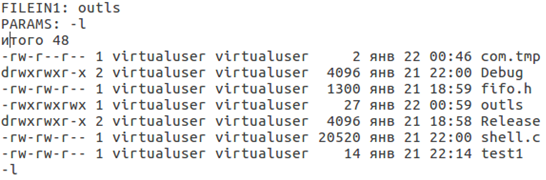 FILEIN1: outls
PARAMS: -l
итого 48
-rw-r--r-- 1 virtualuser virtualuser     2 янв 22 00:46 com.tmp
drwxrwxr-x 2 virtualuser virtualuser  4096 янв 21 22:00 Debug
-rw-rw-r-- 1 virtualuser virtualuser  1300 янв 21 18:59 fifo.h
-rwxrwxrwx 1 virtualuser virtualuser    27 янв 22 00:59 outls
drwxrwxr-x 2 virtualuser virtualuser  4096 янв 21 18:58 Release
-rw-rw-r-- 1 virtualuser virtualuser 20520 янв 21 22:00 shell.c
-rw-rw-r-- 1 virtualuser virtualuser    14 янв 21 22:14 test1
-l